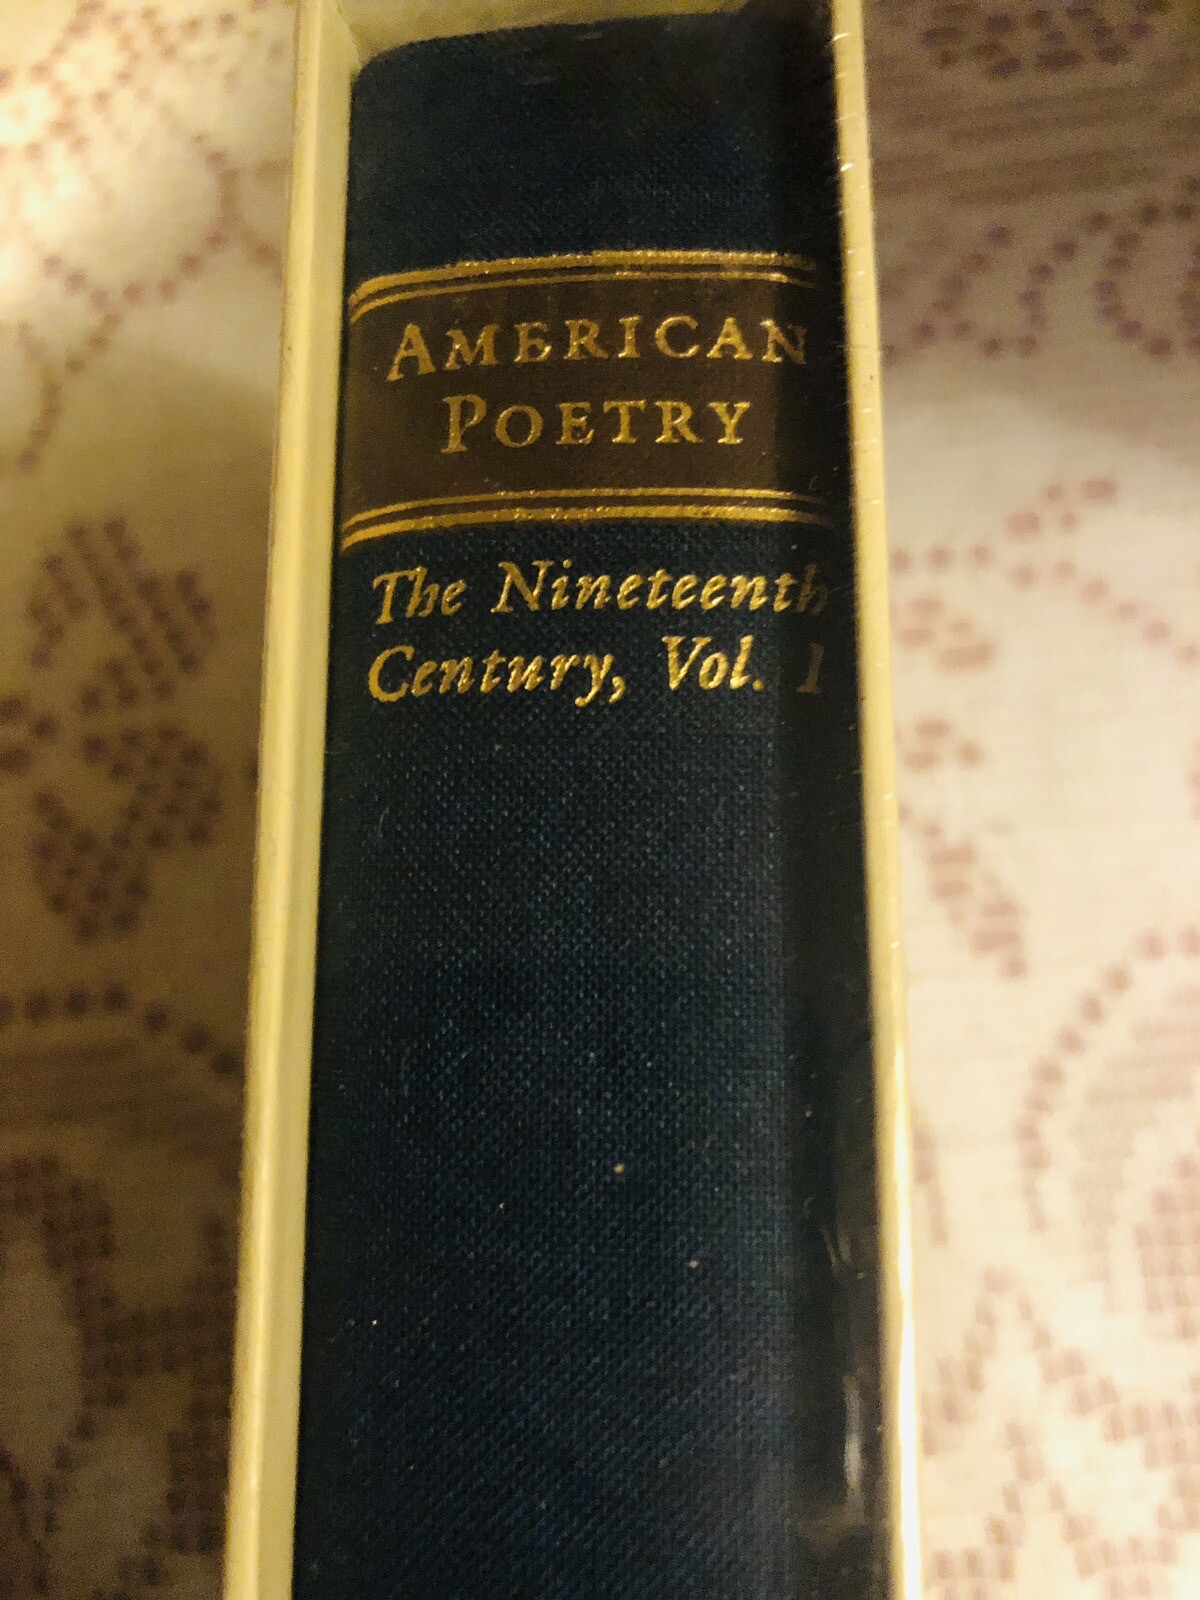 AMERICAN
POETRY
The Nineteenth
Century, Vol. 1